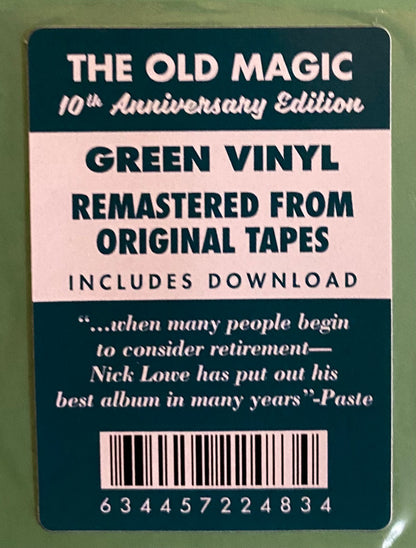 THE OLD MAGIC
10th Anniversary Edition
GREEN VINYL
REMASTERED FROM
ORIGINAL TAPES
INCLUDES DOWNLOAD
“...when many people begin
to consider retirement—
Nick Lowe has put out his
best album in many years”-Paste
634457224834